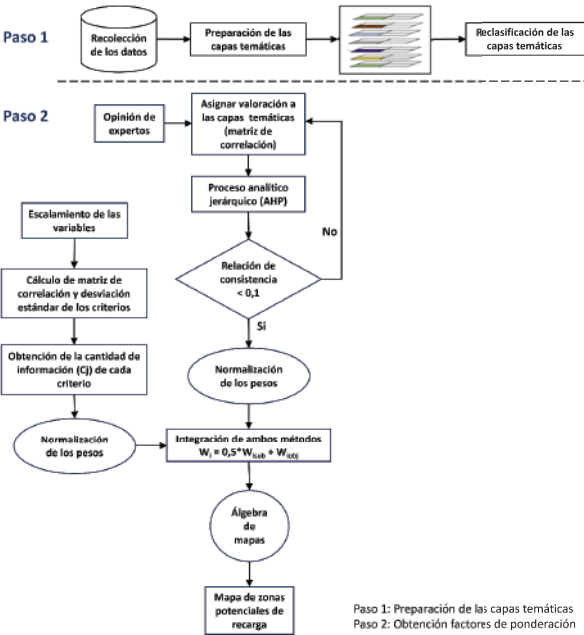 Paso 1
Recolección
de los datos
Preparación de las
capas temáticas
Reclasificación de las
capas temáticas
Paso 2
Opinión de
expertos
Asignar valoración a
las capas temáticas
(matriz de
correlación)
Proceso analítico
jerárquico (AHP)
No
Relación de
consistencia
< 0,1
Si
Normalización
de los pesos
Escalamiento de las
variables
Cálculo de matriz de
correlación y desviación
estándar de los criterios
Obtención de la cantidad de
información (Cj) de cada
criterio
Normalización
de los pesos
Integración de ambos métodos
Wi = 0,5*Wisub + Wiobj
Álgebra
de
mapas
Mapa de zonas
potenciales de
recarga
Paso 1: Preparación de las capas temáticas
Paso 2: Obtención factores de ponderación